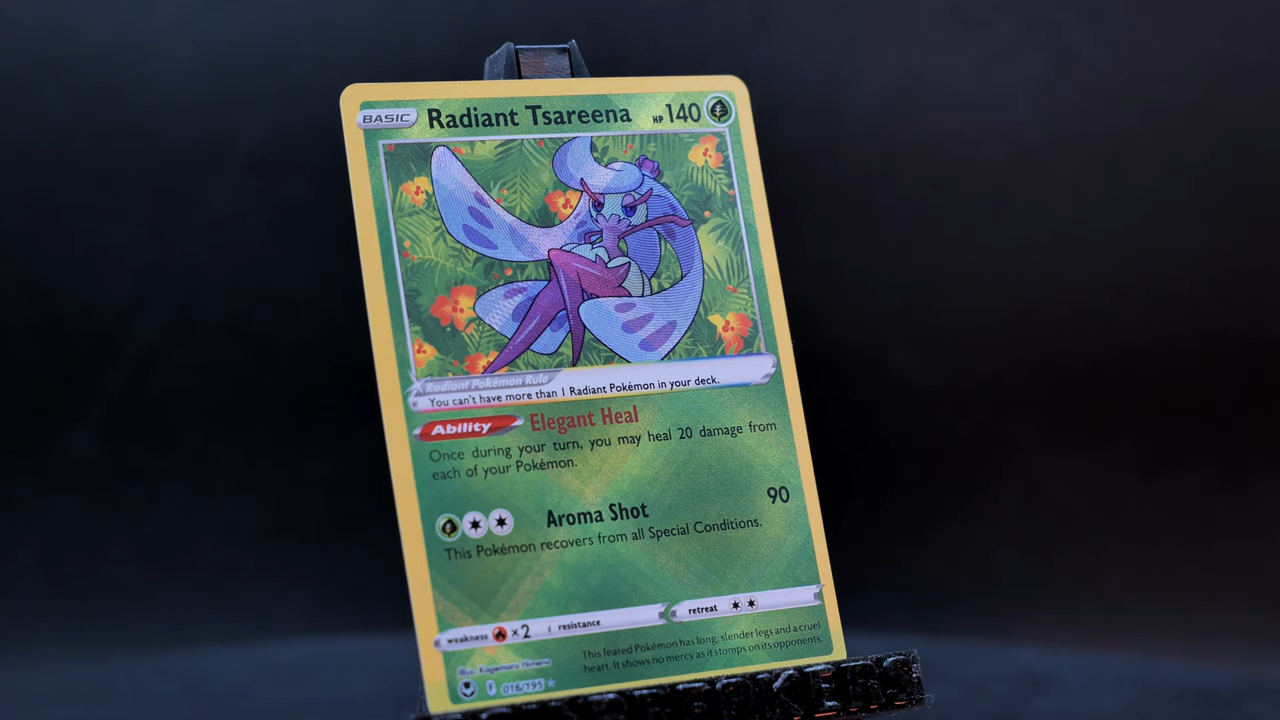 BASIC Radiant Tsareena HP 140
Radiant Pokémon Rule
You can't have more than 1 Radiant Pokémon in your deck.
Ability Elegant Heal
Once during your turn, you may heal 20 damage from
each of your Pokémon.
Aroma Shot 90
This Pokémon recovers from all Special Conditions.
weakness ×2 resistance retreat
This feared Pokémon has long, slender legs and a cruel
heart. It shows no mercy as it stomps on its opponents.
Illus. Kagemaru Himeno
F 016/195